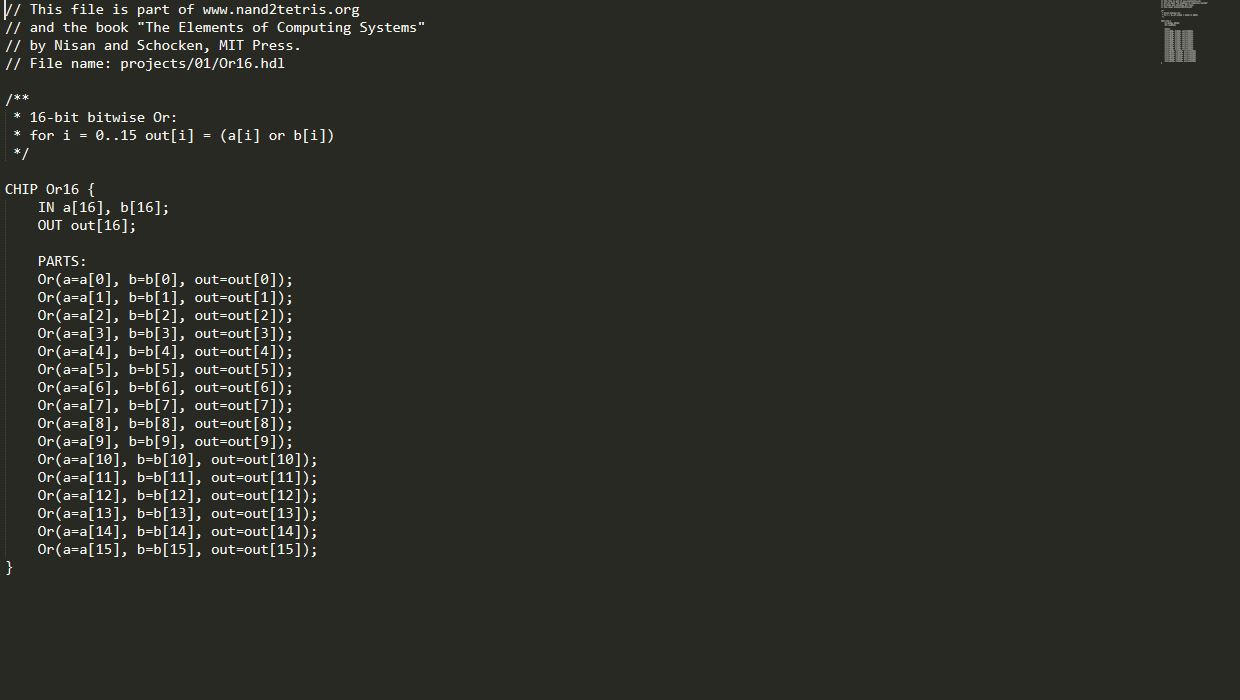 // This file is part of www.nand2tetris.org
// and the book "The Elements of Computing Systems"
// by Nisan and Schocken, MIT Press.
// File name: projects/01/Or16.hdl

/**
 * 16-bit bitwise Or:
 * for i = 0..15 out[i] = (a[i] or b[i])
 */

CHIP Or16 {
    IN a[16], b[16];
    OUT out[16];

    PARTS:
    Or(a=a[0], b=b[0], out=out[0]);
    Or(a=a[1], b=b[1], out=out[1]);
    Or(a=a[2], b=b[2], out=out[2]);
    Or(a=a[3], b=b[3], out=out[3]);
    Or(a=a[4], b=b[4], out=out[4]);
    Or(a=a[5], b=b[5], out=out[5]);
    Or(a=a[6], b=b[6], out=out[6]);
    Or(a=a[7], b=b[7], out=out[7]);
    Or(a=a[8], b=b[8], out=out[8]);
    Or(a=a[9], b=b[9], out=out[9]);
    Or(a=a[10], b=b[10], out=out[10]);
    Or(a=a[11], b=b[11], out=out[11]);
    Or(a=a[12], b=b[12], out=out[12]);
    Or(a=a[13], b=b[13], out=out[13]);
    Or(a=a[14], b=b[14], out=out[14]);
    Or(a=a[15], b=b[15], out=out[15]);
}